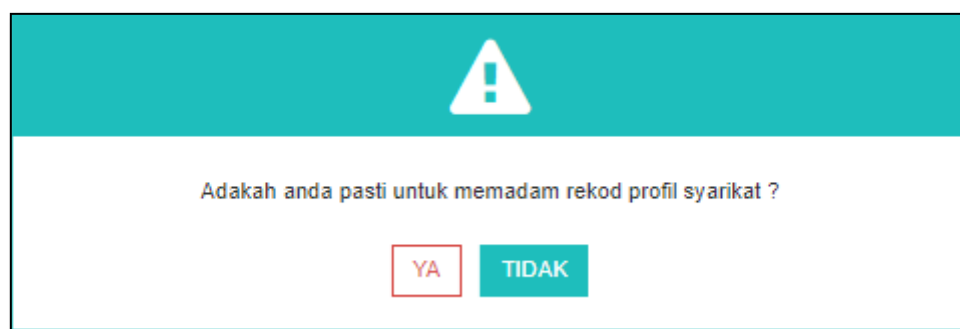 Adakah anda pasti untuk memadam rekod profil syarikat ?
YA TIDAK